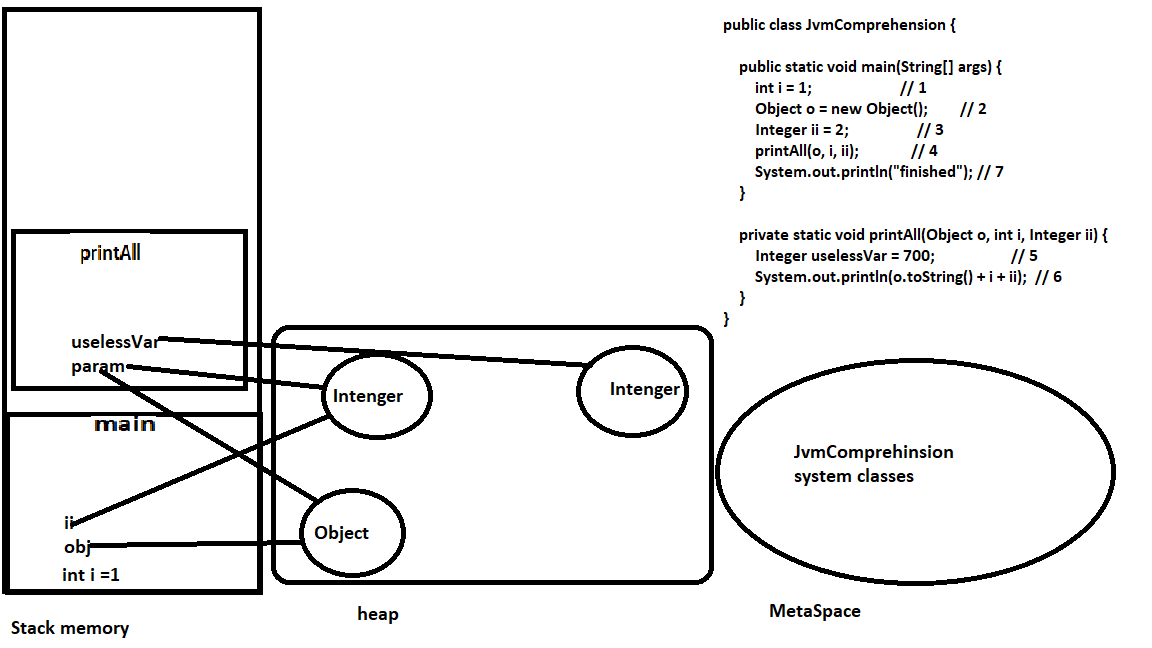 public class JvmComprehension {
public static void main(String[] args) {
int i = 1; // 1
Object o = new Object(); // 2
Integer ii = 2; // 3
printAll(o, i, ii); // 4
System.out.println("finished"); // 7
}
private static void printAll(Object o, int i, Integer ii) {
Integer uselessVar = 700; // 5
System.out.println(o.toString() + i + ii); // 6
}
}
printAll
uselessVar
param
main
ii
obj
int i =1
Stack memory
Intenger
Intenger
Object
heap
JvmComprehinsion
system classes
MetaSpace